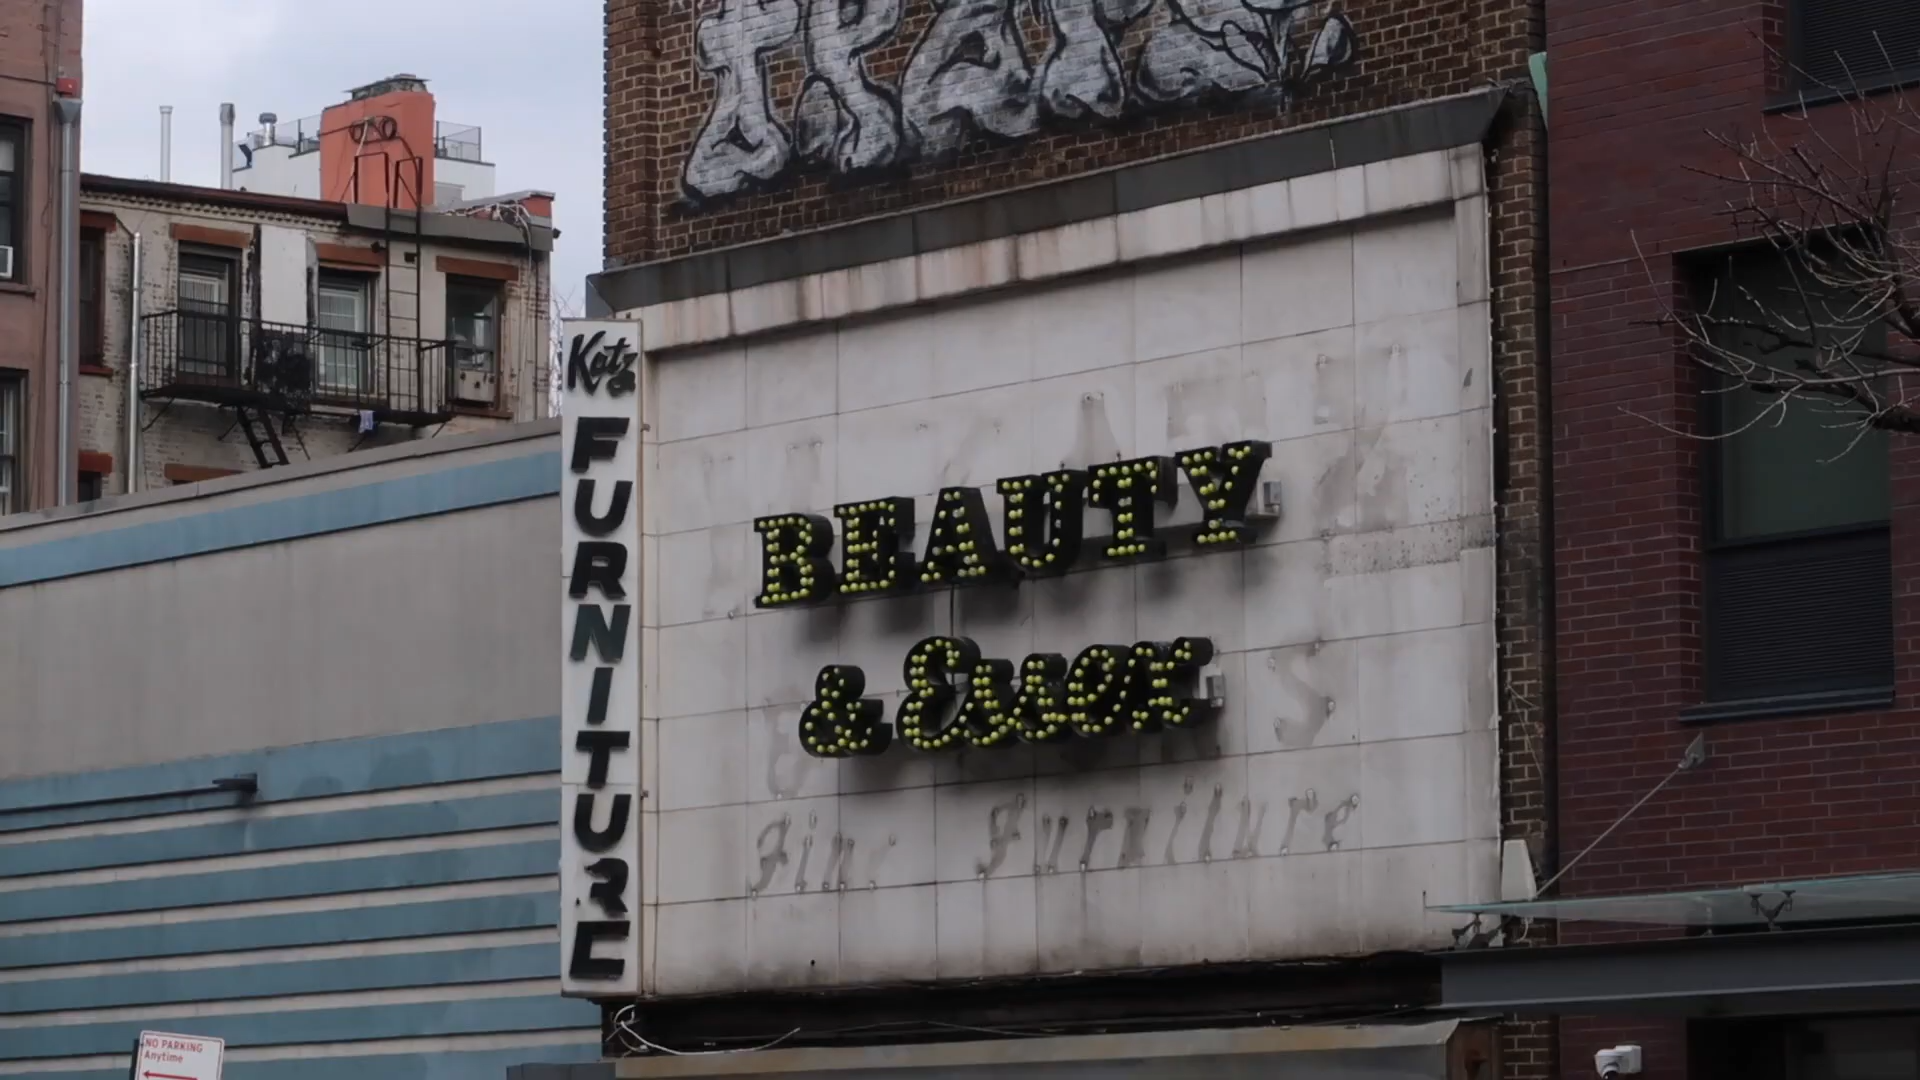 Katz
FURNITURE
BEAUTY
& Essex
Fine Furniture
NO PARKING
Anytime